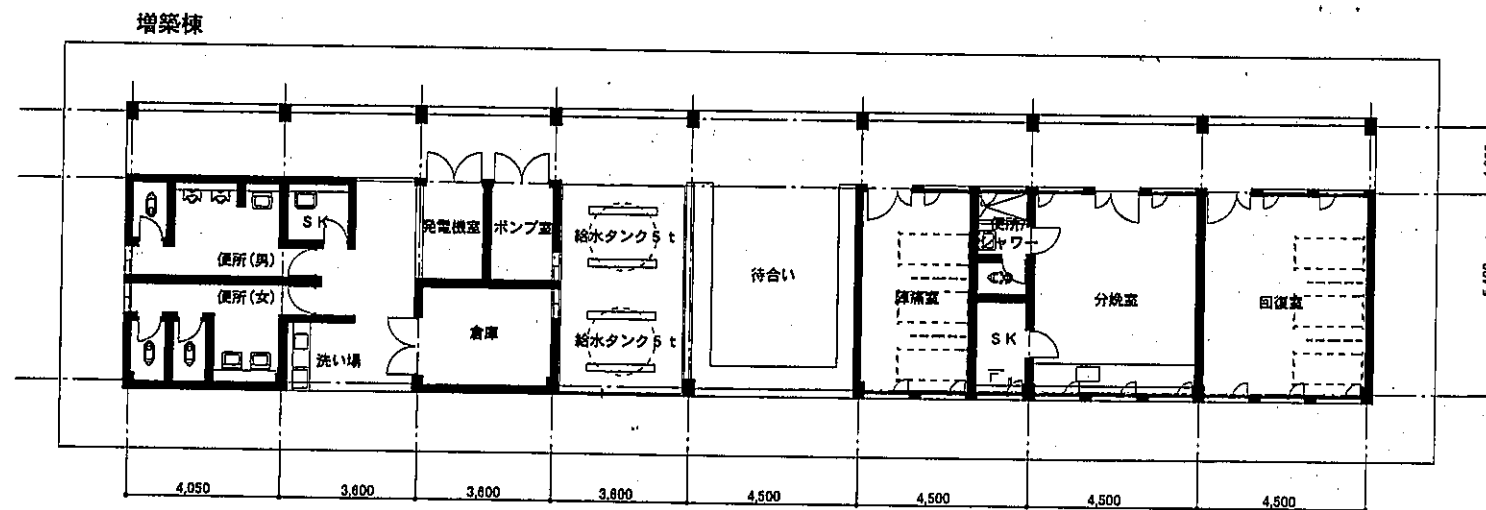 増築棟
SK
発電機室
ポンプ室
給水タンク5t
便所/
シャワー
便所(男)
便所(女)
待合い
陣痛室
分娩室
回復室
倉庫
給水タンク5t
SK
洗い場
4,050
3,600
3,600
3,600
4,500
4,500
4,500
4,500